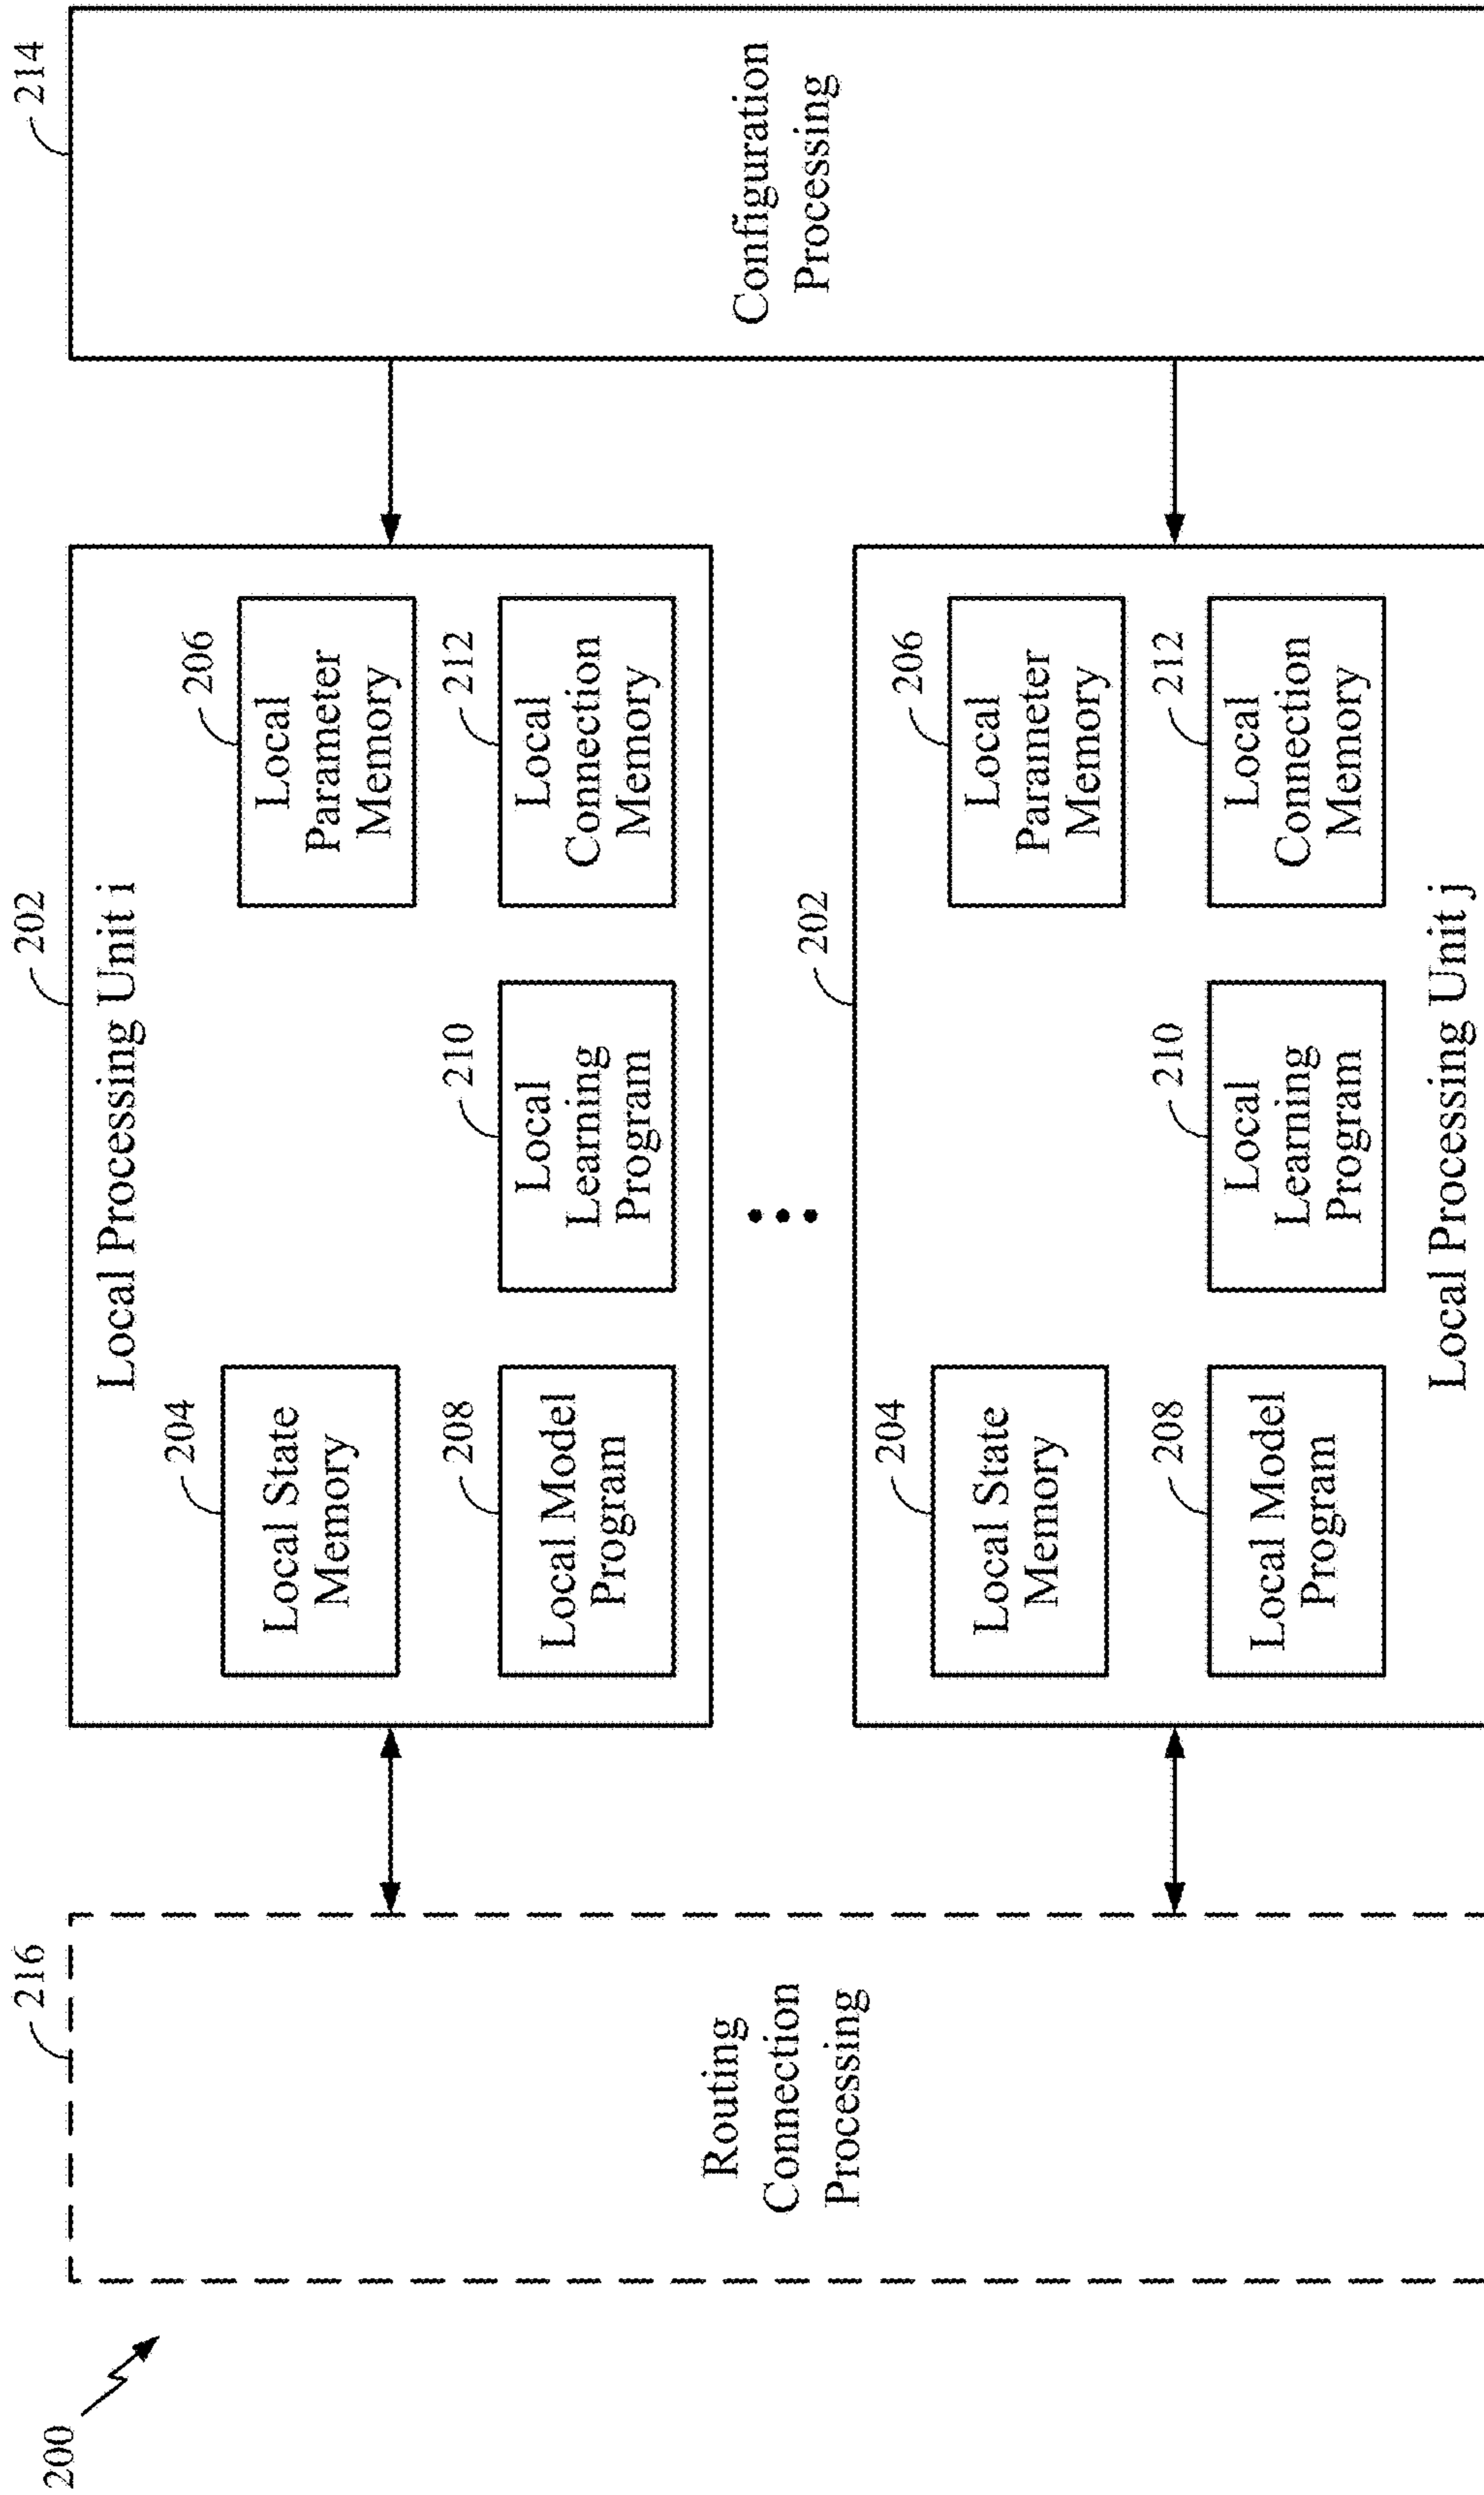 200
216
Routing
Connection
Processing
202
Local Processing Unit i
204
Local State
Memory
206
Local
Parameter
Memory
208
Local Model
Program
210
Local
Learning
Program
212
Local
Connection
Memory
202
204
Local State
Memory
206
Local
Parameter
Memory
208
Local Model
Program
210
Local
Learning
Program
212
Local
Connection
Memory
Local Processing Unit j
214
Configuration
Processing